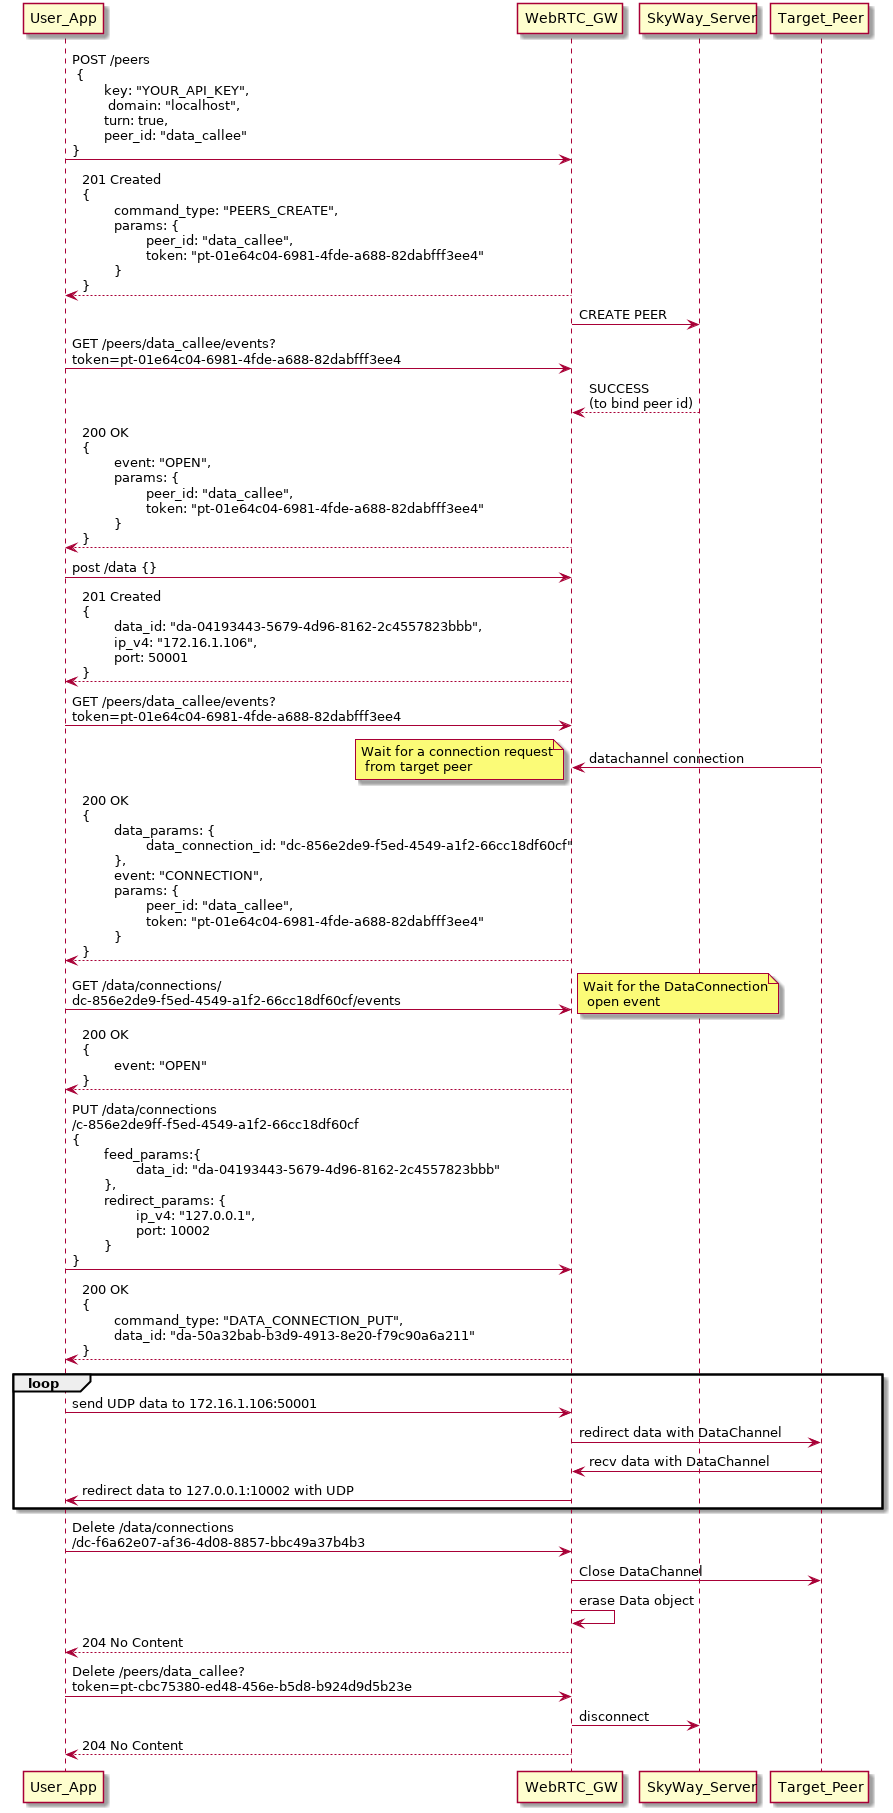 User_App WebRTC_GW SkyWay_Server Target_Peer
POST /peers
{
key: "YOUR_API_KEY",
domain: "localhost",
turn: true,
peer_id: "data_callee"
}
201 Created
{
command_type: "PEERS_CREATE",
params: {
peer_id: "data_callee",
token: "pt-01e64c04-6981-4fde-a688-82dabfff3ee4"
}
}
CREATE PEER
GET /peers/data_callee/events?
token=pt-01e64c04-6981-4fde-a688-82dabfff3ee4
SUCCESS
(to bind peer id)
200 OK
{
event: "OPEN",
params: {
peer_id: "data_callee",
token: "pt-01e64c04-6981-4fde-a688-82dabfff3ee4"
}
}
post /data {}
201 Created
{
data_id: "da-04193443-5679-4d96-8162-2c4557823bbb",
ip_v4: "172.16.1.106",
port: 50001
}
GET /peers/data_callee/events?
token=pt-01e64c04-6981-4fde-a688-82dabfff3ee4
Wait for a connection request
from target peer
datachannel connection
200 OK
{
data_params: {
data_connection_id: "dc-856e2de9-f5ed-4549-a1f2-66cc18df60cf"
},
event: "CONNECTION",
params: {
peer_id: "data_callee",
token: "pt-01e64c04-6981-4fde-a688-82dabfff3ee4"
}
}
GET /data/connections/
dc-856e2de9-f5ed-4549-a1f2-66cc18df60cf/events
Wait for the DataConnection
open event
200 OK
{
event: "OPEN"
}
PUT /data/connections
/c-856e2de9ff-f5ed-4549-a1f2-66cc18df60cf
{
feed_params:{
data_id: "da-04193443-5679-4d96-8162-2c4557823bbb"
},
redirect_params: {
ip_v4: "127.0.0.1",
port: 10002
}
}
200 OK
{
command_type: "DATA_CONNECTION_PUT",
data_id: "da-50a32bab-b3d9-4913-8e20-f79c90a6a211"
}
loop
send UDP data to 172.16.1.106:50001
redirect data with DataChannel
recv data with DataChannel
redirect data to 127.0.0.1:10002 with UDP
Delete /data/connections
/dc-f6a62e07-af36-4d08-8857-bbc49a37b4b3
Close DataChannel
erase Data object
204 No Content
Delete /peers/data_callee?
token=pt-cbc75380-ed48-456e-b5d8-b924d9d5b23e
disconnect
204 No Content
User_App WebRTC_GW SkyWay_Server Target_Peer